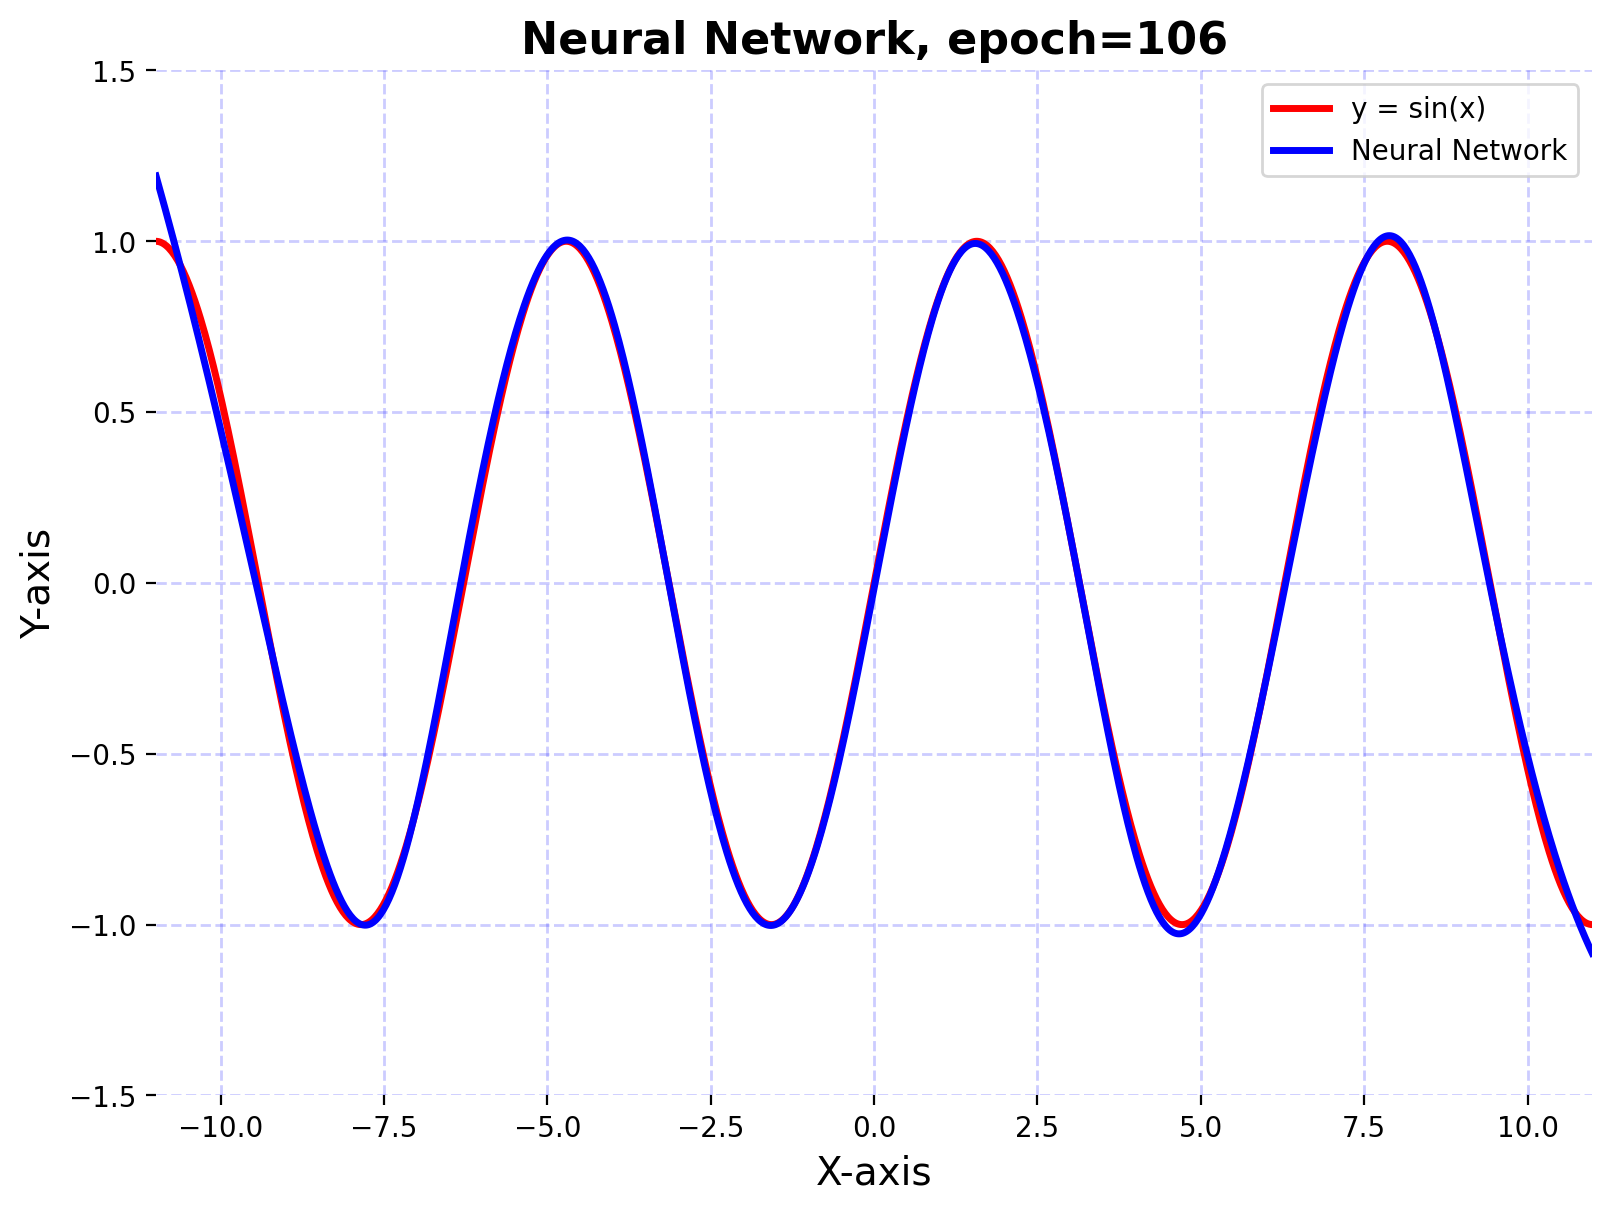 Neural Network, epoch=106
y = sin(x)
Neural Network
1.5
1.0
0.5
0.0
−0.5
−1.0
−1.5
Y-axis
−10.0 −7.5 −5.0 −2.5 0.0 2.5 5.0 7.5 10.0
X-axis